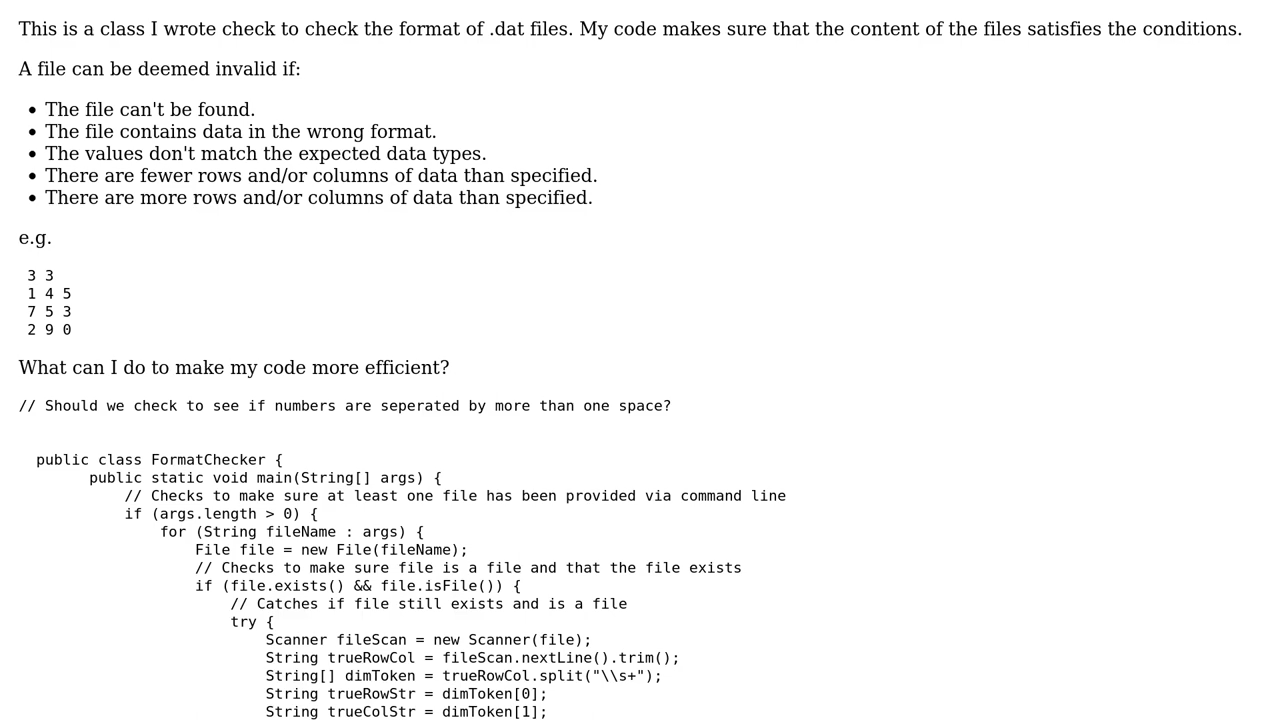 This is a class I wrote check to check the format of .dat files. My code makes sure that the content of the files satisfies the conditions.
A file can be deemed invalid if:
• The file can't be found.
• The file contains data in the wrong format.
• The values don't match the expected data types.
• There are fewer rows and/or columns of data than specified.
• There are more rows and/or columns of data than specified.
e.g.
3 3
1 4 5
7 5 3
2 9 0
What can I do to make my code more efficient?
// Should we check to see if numbers are seperated by more than one space?
public class FormatChecker {
public static void main(String[] args) {
// Checks to make sure at least one file has been provided via command line
if (args.length > 0) {
for (String fileName : args) {
File file = new File(fileName);
// Checks to make sure file is a file and that the file exists
if (file.exists() && file.isFile()) {
// Catches if file still exists and is a file
try {
Scanner fileScan = new Scanner(file);
String trueRowCol = fileScan.nextLine().trim();
String[] dimToken = trueRowCol.split("\\s+");
String trueRowStr = dimToken[0];
String trueColStr = dimToken[1];